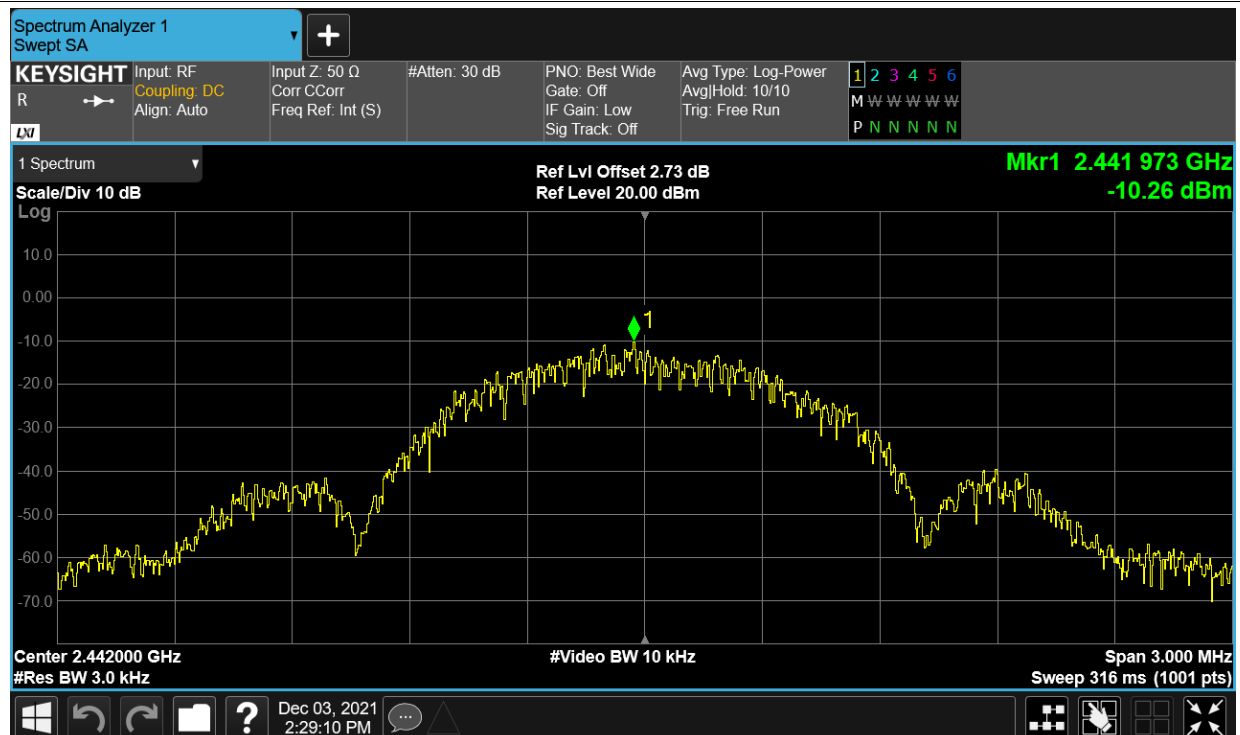 Spectrum Analyzer 1
Swept SA
KEYSIGHT
R
LXI
Input: RF
Coupling: DC
Align: Auto
Input Z: 50 Ω
Corr CCorr
Freq Ref: Int (S)
#Atten: 30 dB
PNO: Best Wide
Gate: Off
IF Gain: Low
Sig Track: Off
Avg Type: Log-Power
Avg|Hold: 10/10
Trig: Free Run
1 2 3 4 5 6
M W W W W W
P N N N N N
1 Spectrum
Scale/Div 10 dB
Log
Ref Lvl Offset 2.73 dB
Ref Level 20.00 dBm
Mkr1 2.441 973 GHz
-10.26 dBm
10.0
0.00
-10.0
-20.0
-30.0
-40.0
-50.0
-60.0
-70.0
1
Center 2.442000 GHz
#Res BW 3.0 kHz
#Video BW 10 kHz
Span 3.000 MHz
Sweep 316 ms (1001 pts)
?
Dec 03, 2021
2:29:10 PM